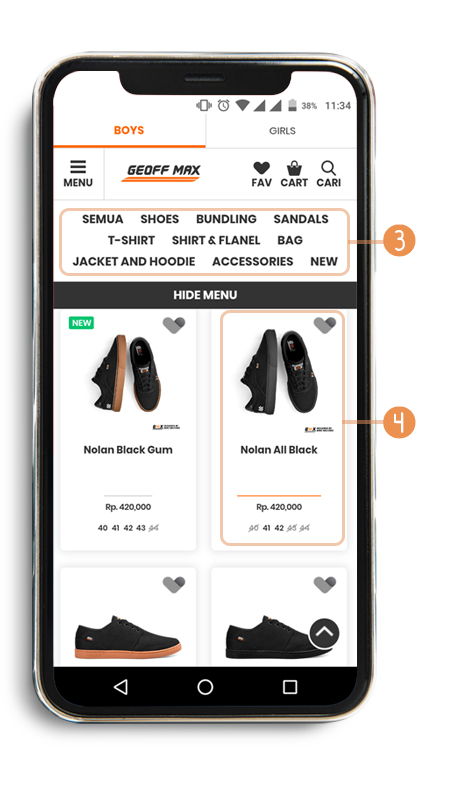 38% 11:34
BOYS GIRLS
MENU GEOFF MAX FAV CART CARI
SEMUA SHOES BUNDLING SANDALS
T-SHIRT SHIRT & FLANEL BAG
JACKET AND HOODIE ACCESSORIES NEW
3
HIDE MENU
NEW
4
Nolan Black Gum Nolan All Black
Rp. 420,000 Rp. 420,000
40 41 42 43 44 40 41 42 43 44